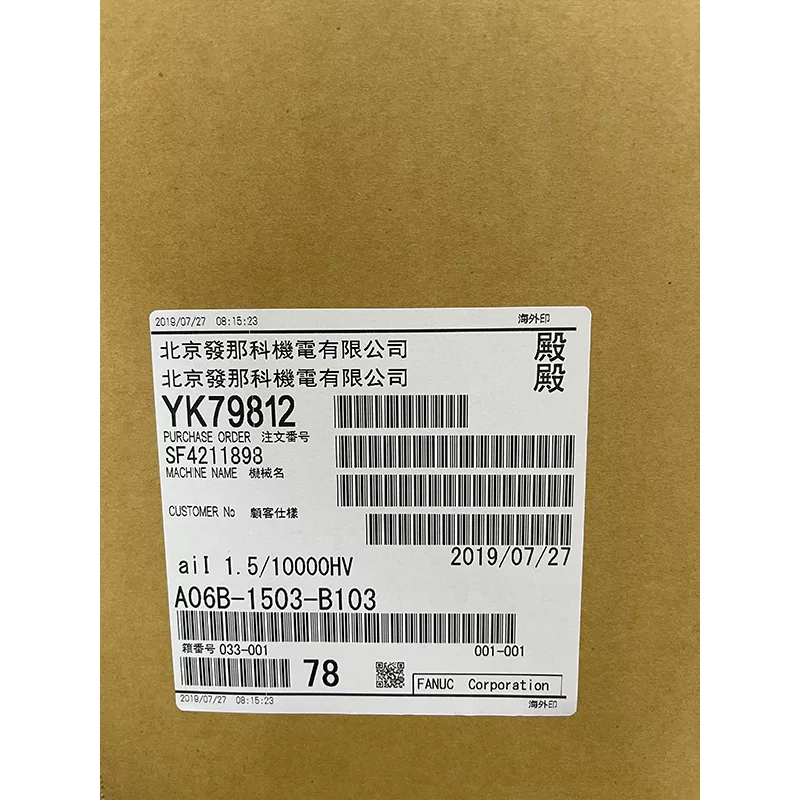 2019/07/27 08:15:23 海外印
北京發那科機電有限公司 殿
北京發那科機電有限公司 殿
YK79812
PURCHASE ORDER 注文番号
SF4211898
MACHINE NAME 機械名
CUSTOMER No 顧客仕様
2019/07/27
aiI 1.5/10000HV
A06B-1503-B103
箱番号 033-001 001-001
78
FANUC Corporation
2019/07/27 08:15:23 海外印